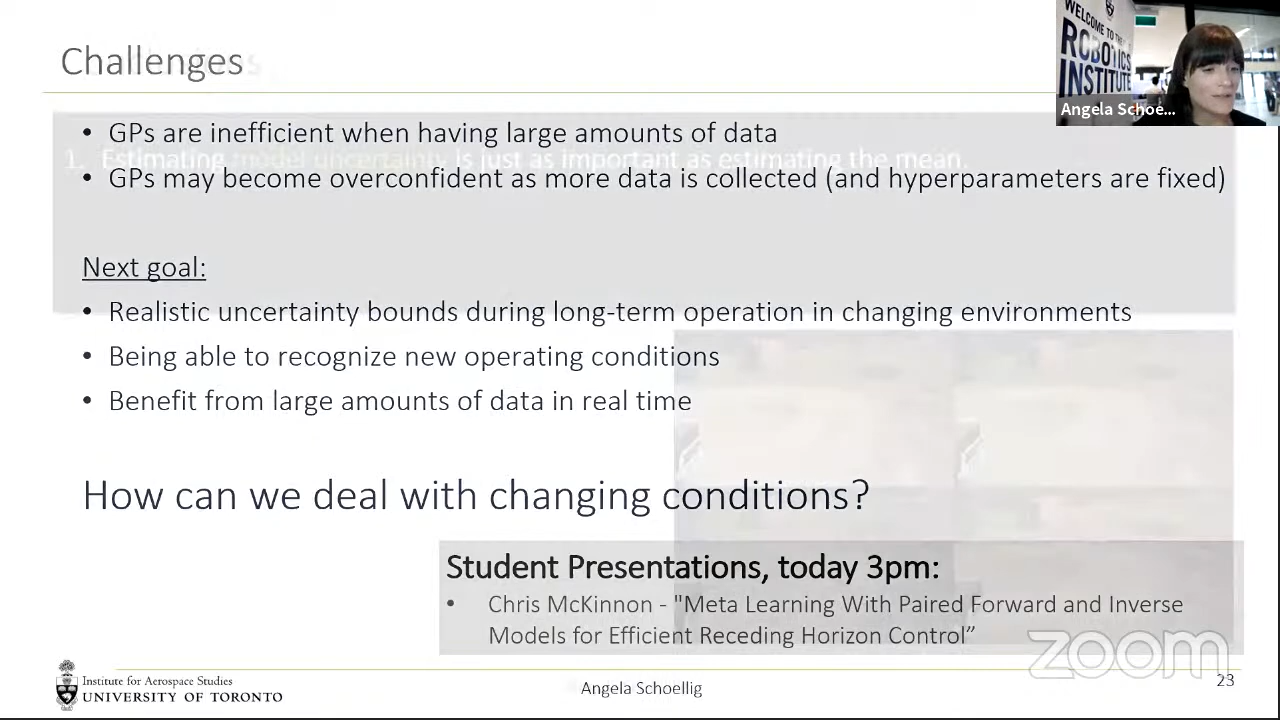 Challenges
• GPs are inefficient when having large amounts of data
1. Estimating model uncertainty is just as important as estimating the mean.
• GPs may become overconfident as more data is collected (and hyperparameters are fixed)
Next goal:
• Realistic uncertainty bounds during long-term operation in changing environments
• Being able to recognize new operating conditions
• Benefit from large amounts of data in real time
How can we deal with changing conditions?
Student Presentations, today 3pm:
• Chris McKinnon - "Meta Learning With Paired Forward and Inverse
Models for Efficient Receding Horizon Control”
Institute for Aerospace Studies
UNIVERSITY OF TORONTO
Angela Schoellig
23
zoom
WELCOME TO THE
ROBOTICS
INSTITUTE
Angela Schoe...